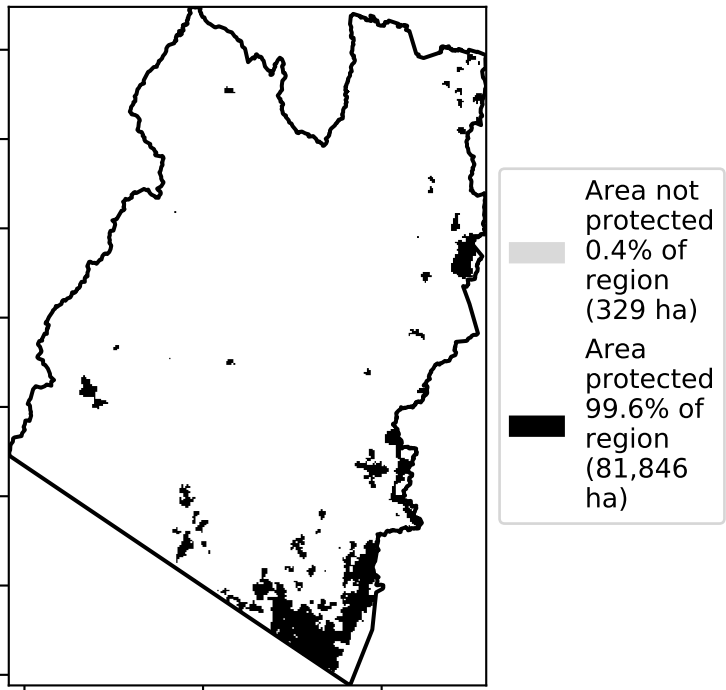 Area not
protected
0.4% of
region
(329 ha)
Area
protected
99.6% of
region
(81,846
ha)